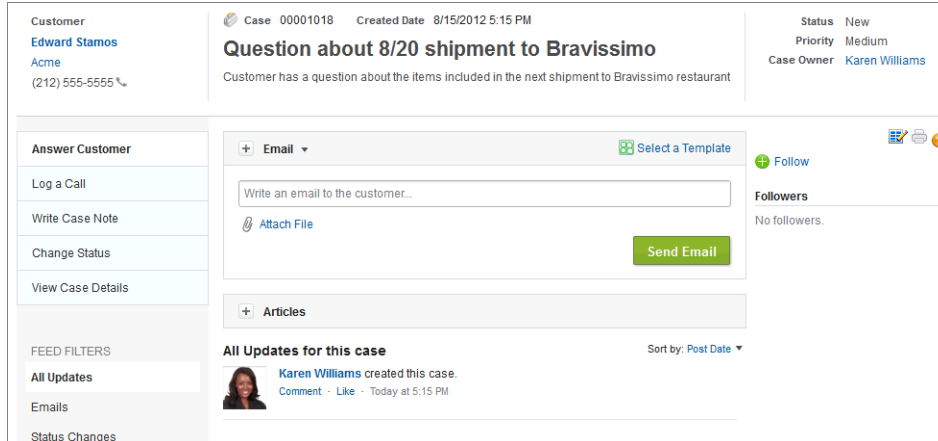 Customer
Edward Stamos
Acme
(212) 555-5555
Case 00001018 Created Date 8/15/2012 5:15 PM
Question about 8/20 shipment to Bravissimo
Customer has a question about the items included in the next shipment to Bravissimo restaurant
Status New
Priority Medium
Case Owner Karen Williams
Answer Customer
Log a Call
Write Case Note
Change Status
View Case Details
FEED FILTERS
All Updates
Emails
Status Changes
Email
Select a Template
Write an email to the customer...
Attach File
Send Email
Articles
All Updates for this case
Sort by: Post Date
Karen Williams created this case.
Comment · Like · Today at 5:15 PM
Follow
Followers
No followers.